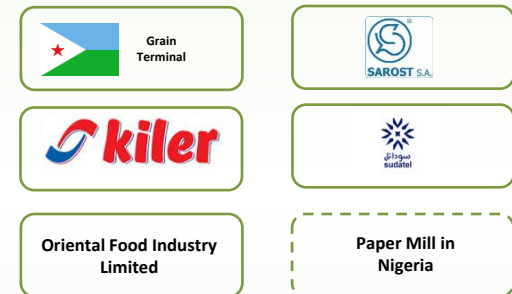 Grain
Terminal
SAROST S.A.
kiler
سوداتل
sudatel
Oriental Food Industry
Limited
Paper Mill in
Nigeria